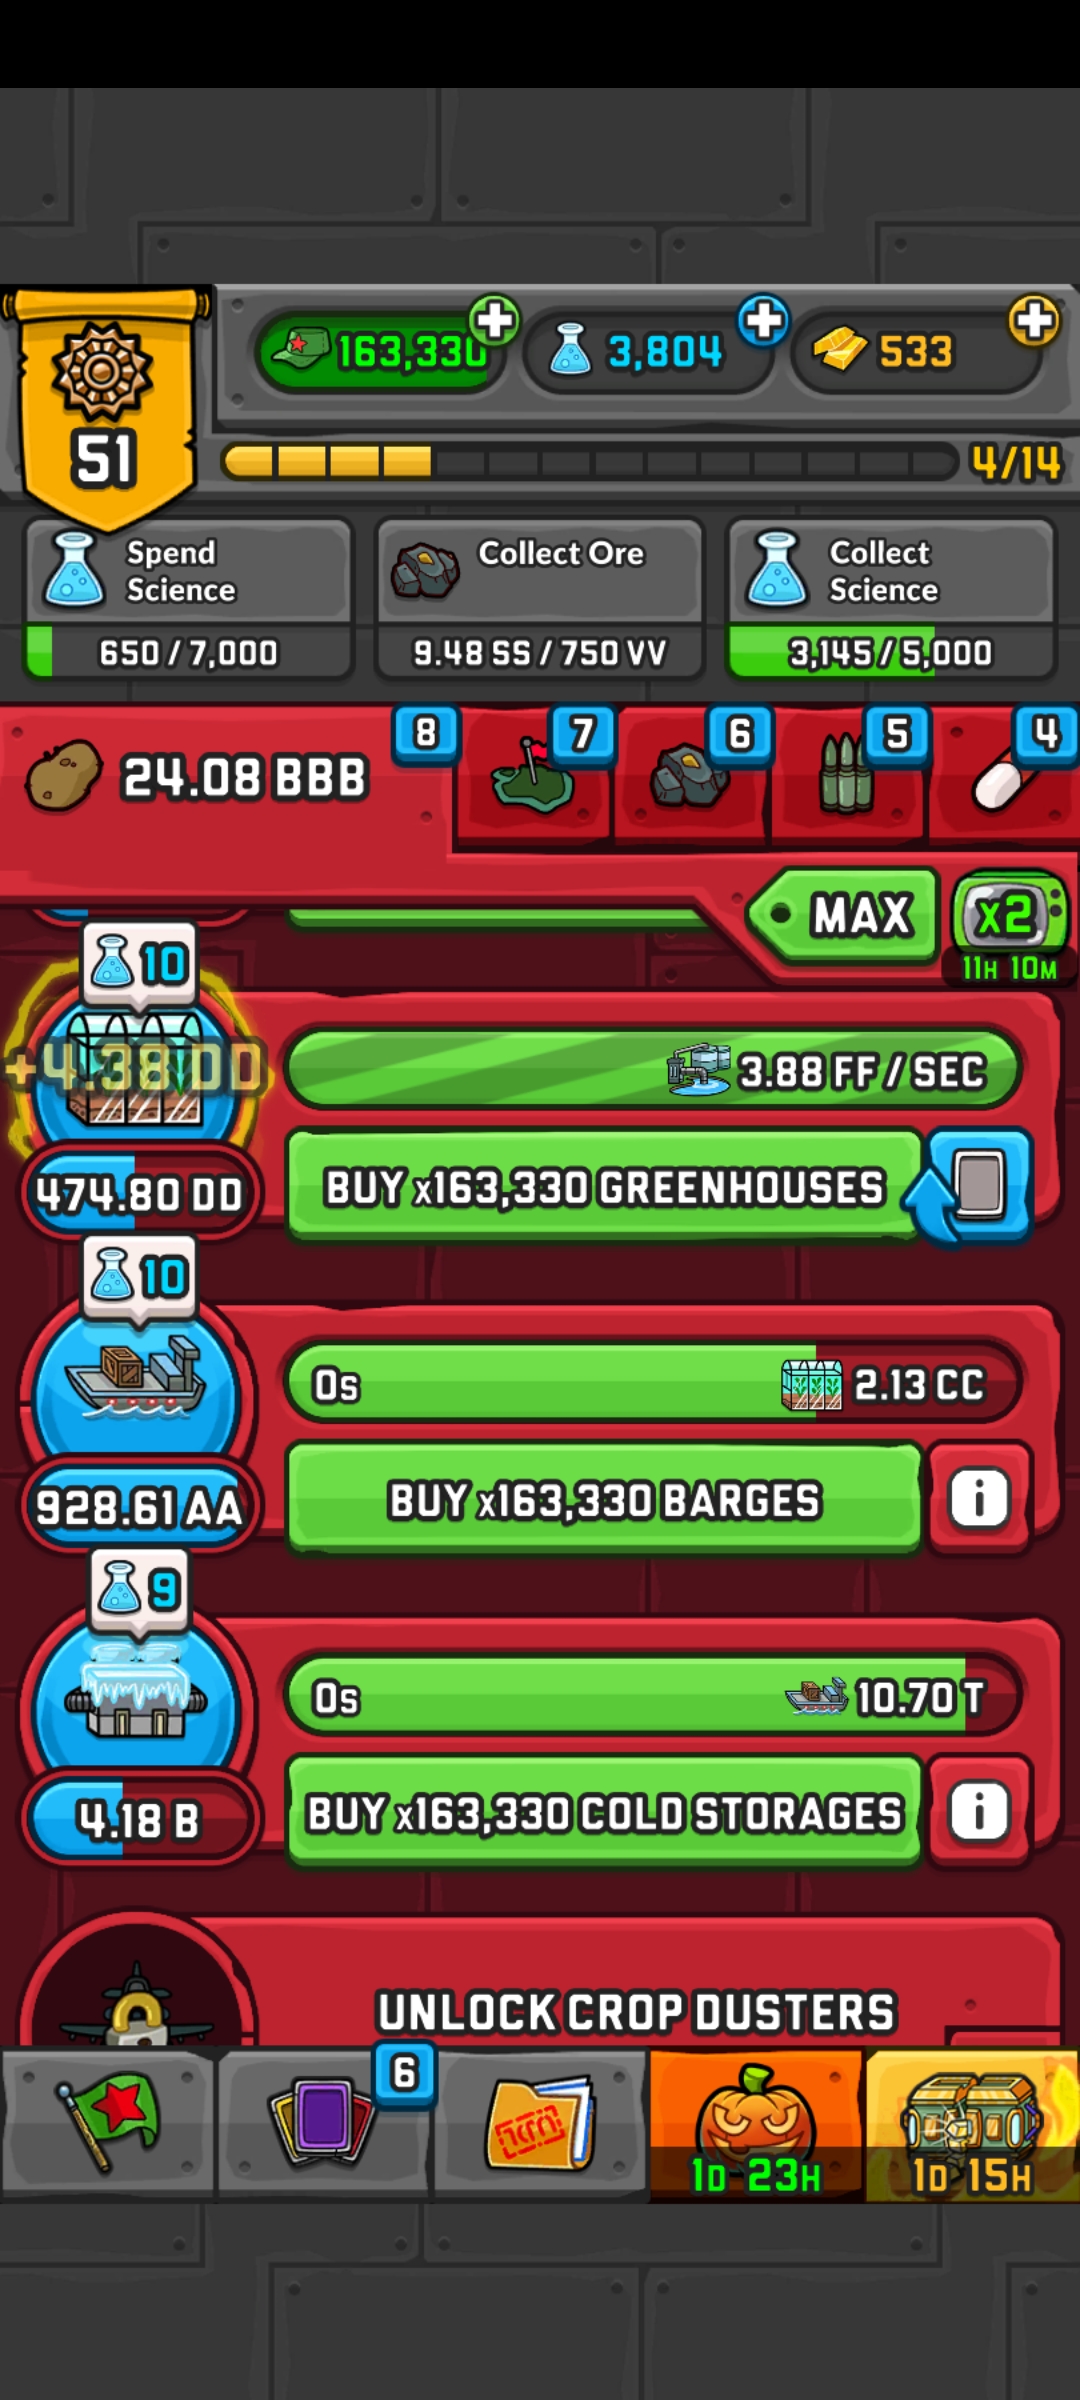 163,330
3,804
533
51
4/14
Spend
Science
650 / 7,000
Collect Ore
9.48 SS / 750 VV
Collect
Science
3,145 / 5,000
24.08 BBB
8
7
6
5
4
MAX
x2
11H 10M
10
+4.38 DD
3.88 FF / SEC
474.80 DD
BUY x163,330 GREENHOUSES
10
0s
2.13 CC
928.61 AA
BUY x163,330 BARGES
i
9
0s
10.70 T
4.18 B
BUY x163,330 COLD STORAGES
i
UNLOCK CROP DUSTERS
6
1D 23H
1D 15H